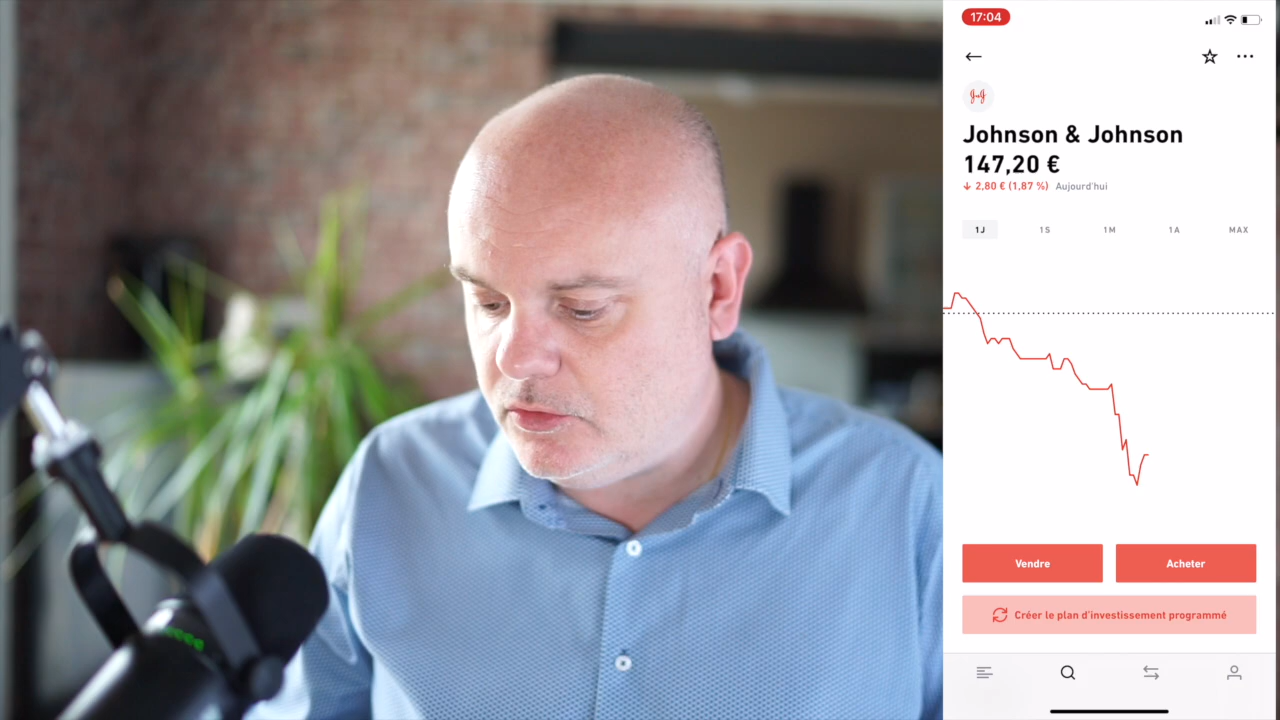 17:04
J&J
Johnson & Johnson
147,20 €
↓ 2,80 € (1,87 %) Aujourd'hui
1J 1S 1M 1A MAX
Vendre Acheter
Créer le plan d'investissement programmé